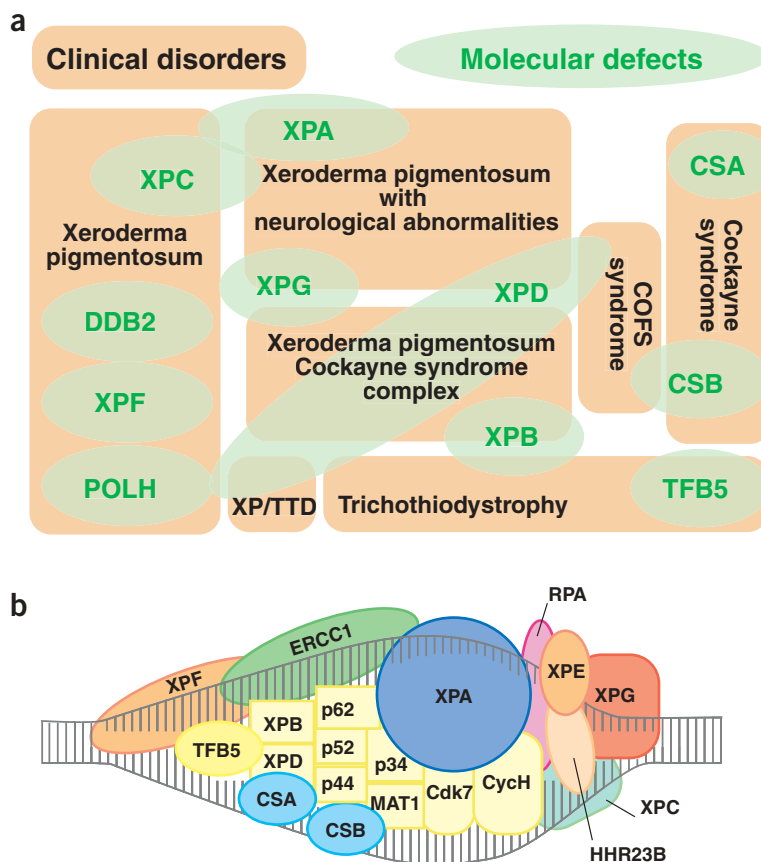 a
Clinical disorders
Molecular defects
XPA
XPC
CSA
Xeroderma pigmentosum
with
neurological abnormalities
Xeroderma
pigmentosum
Cockayne
syndrome
COFS
syndrome
XPG
XPD
DDB2
Xeroderma pigmentosum
Cockayne syndrome
complex
CSB
XPF
XPB
POLH
XP/TTD
Trichothiodystrophy
TFB5
b
RPA
ERCC1
XPF
XPA
XPE
XPG
p62
XPB
TFB5
p52
p34
XPD
p44
CSA
MAT1
Cdk7
CycH
CSB
XPC
HHR23B